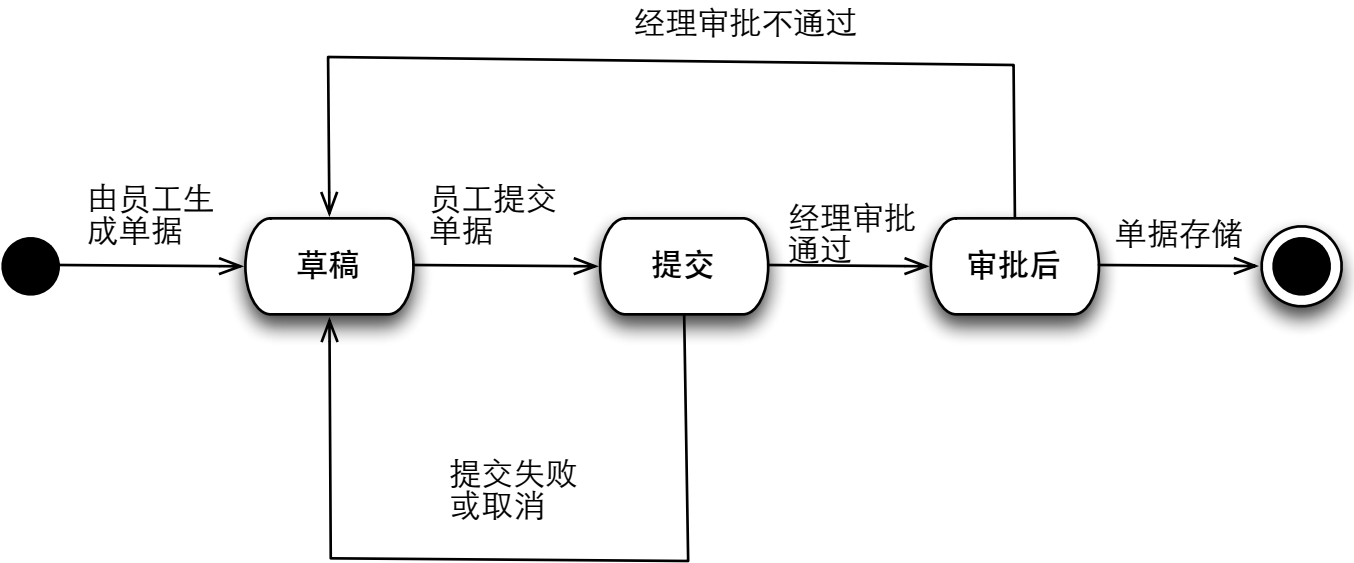 经理审批不通过
由员工生
成单据
员工提交
单据
经理审批
通过
单据存储
草稿
提交
审批后
提交失败
或取消